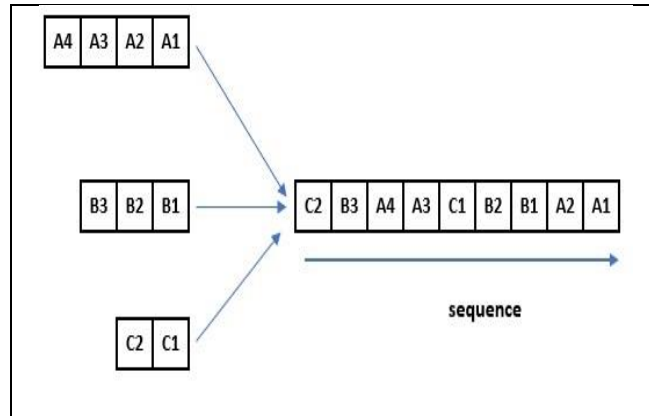 A4 A3 A2 A1
B3 B2 B1
C2 B3 A4 A3 C1 B2 B1 A2 A1
sequence
C2 C1